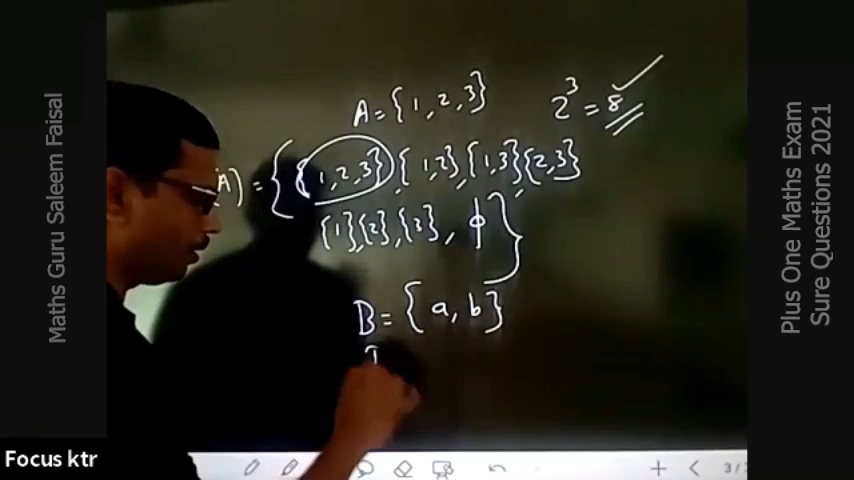 Maths Guru Saleem Faisal
A = {1, 2, 3} 2³ = 8
A) = { {1, 2, 3}, {1, 2}, {1, 3}, {2, 3}
{1}, {2}, {3}, ϕ }
B = {a, b}
Plus One Maths Exam
Sure Questions 2021
Focus ktr
3/